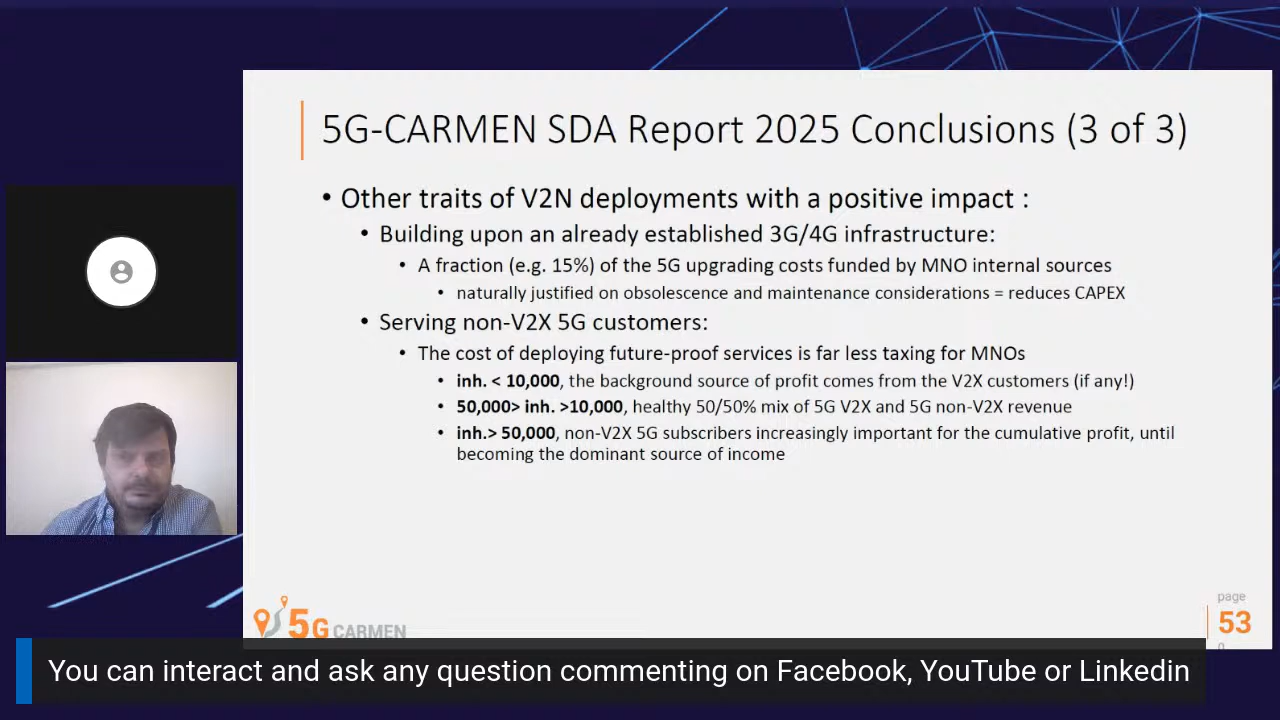 5G-CARMEN SDA Report 2025 Conclusions (3 of 3)
• Other traits of V2N deployments with a positive impact :
• Building upon an already established 3G/4G infrastructure:
• A fraction (e.g. 15%) of the 5G upgrading costs funded by MNO internal sources
• naturally justified on obsolescence and maintenance considerations = reduces CAPEX
• Serving non-V2X 5G customers:
• The cost of deploying future-proof services is far less taxing for MNOs
• inh. < 10,000, the background source of profit comes from the V2X customers (if any!)
• 50,000> inh. >10,000, healthy 50/50% mix of 5G V2X and 5G non-V2X revenue
• inh.> 50,000, non-V2X 5G subscribers increasingly important for the cumulative profit, until
becoming the dominant source of income
5G CARMEN
page
53
You can interact and ask any question commenting on Facebook, YouTube or Linkedin